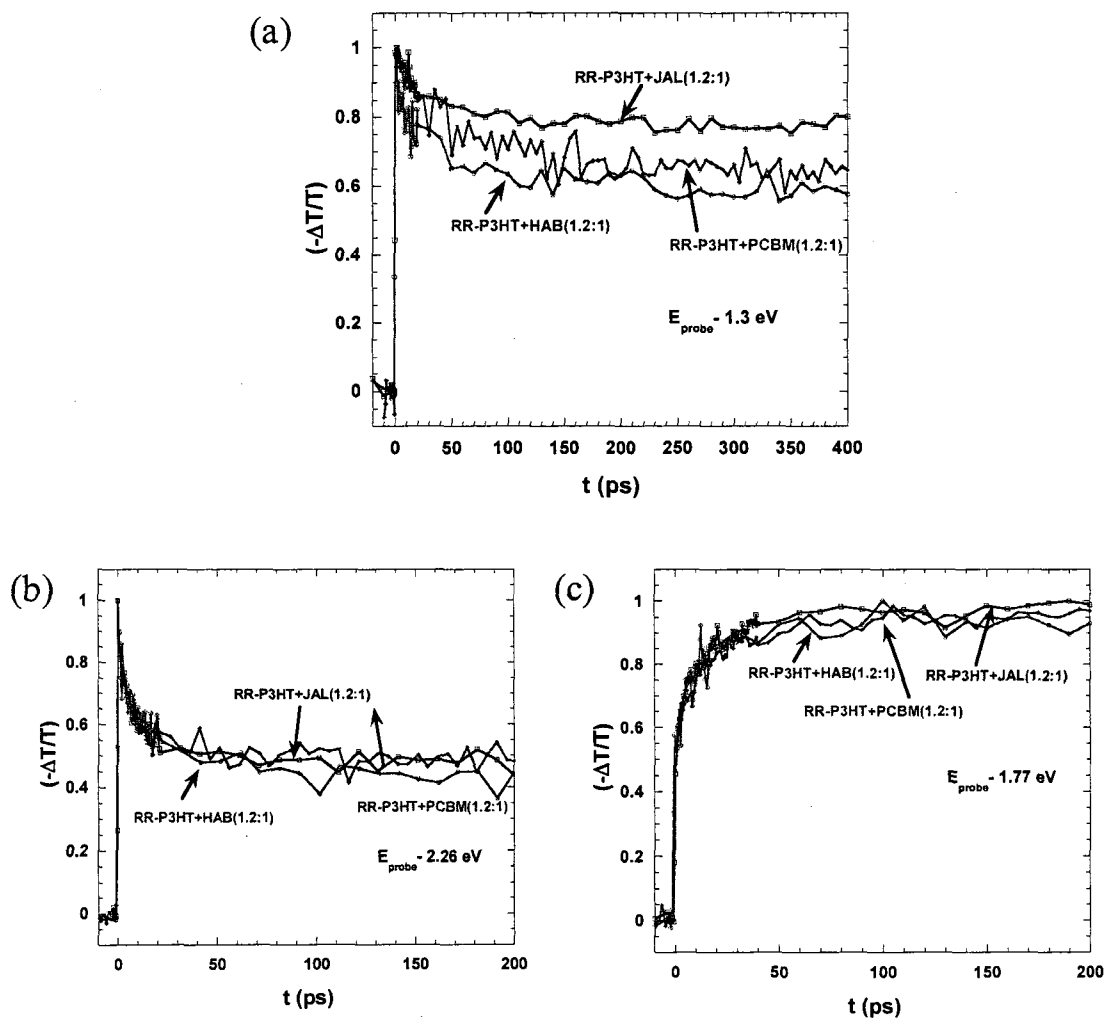 (a)
1
0.8
0.6
0.4
0.2
0
(-ΔT/T)
RR-P3HT+JAL(1.2:1)
RR-P3HT+HAB(1.2:1)
RR-P3HT+PCBM(1.2:1)
E_probe - 1.3 eV
0 50 100 150 200 250 300 350 400
t (ps)
(b)
1
0.8
0.6
0.4
0.2
0
(-ΔT/T)
RR-P3HT+JAL(1.2:1)
RR-P3HT+HAB(1.2:1)
RR-P3HT+PCBM(1.2:1)
E_probe - 2.26 eV
0 50 100 150 200
t (ps)
(c)
1
0.8
0.6
0.4
0.2
0
(-ΔT/T)
RR-P3HT+HAB(1.2:1)
RR-P3HT+JAL(1.2:1)
RR-P3HT+PCBM(1.2:1)
E_probe - 1.77 eV
0 50 100 150 200
t (ps)